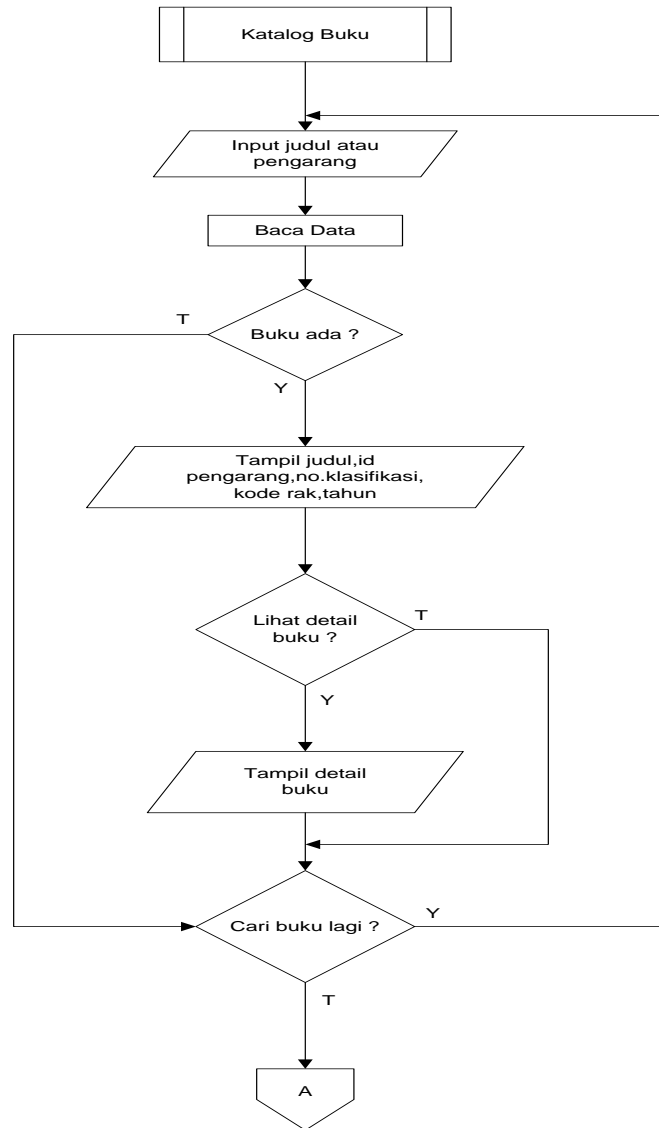 Katalog Buku
Input judul atau
pengarang
Baca Data
T
Buku ada ?
Y
Tampil judul,id
pengarang,no.klasifikasi,
kode rak,tahun
Lihat detail
buku ?
T
Y
Tampil detail
buku
Cari buku lagi ?
Y
T
A